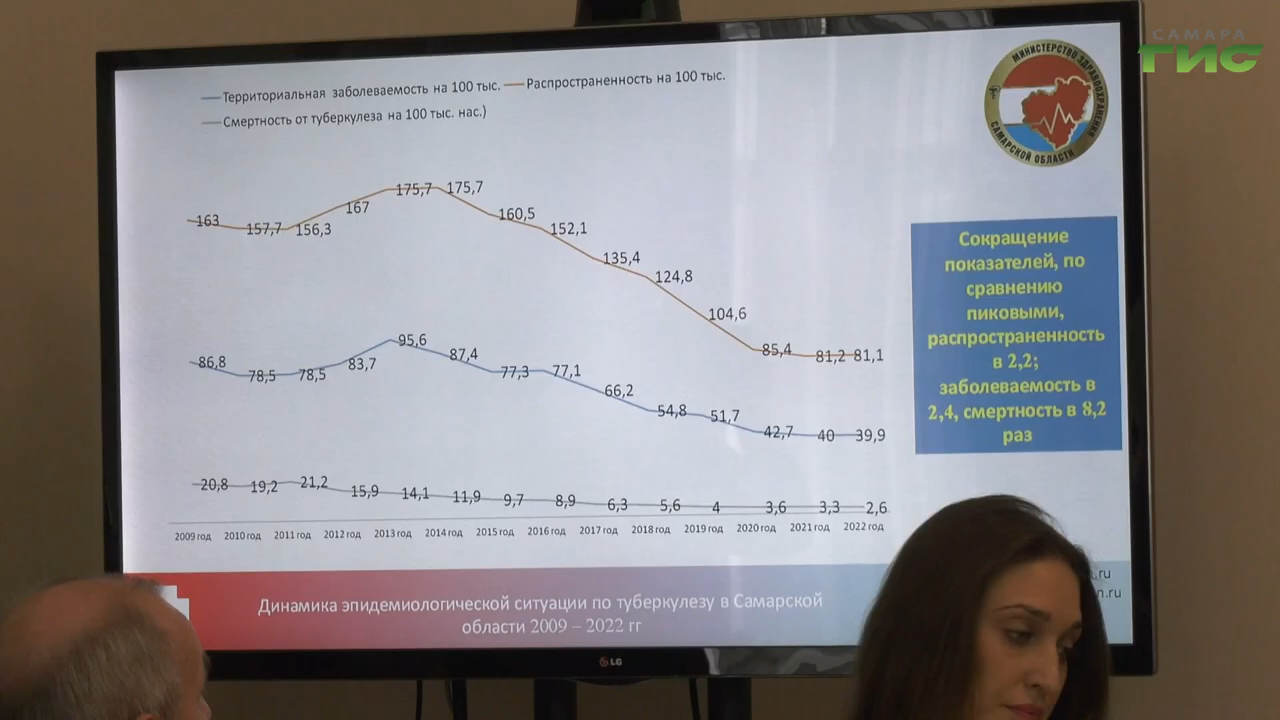 САМАРА
ГИС
Территориальная заболеваемость на 100 тыс.
Распространенность на 100 тыс.
Смертность от туберкулеза на 100 тыс. нас.)
МИНИСТЕРСТВО ЗДРАВООХРАНЕНИЯ
САМАРСКОЙ ОБЛАСТИ
163 157,7 156,3 167 175,7 175,7 160,5 152,1 135,4 124,8 104,6 85,4 81,2 81,1
86,8 78,5 78,5 83,7 95,6 87,4 77,3 77,1 66,2 54,8 51,7 42,7 40 39,9
20,8 19,2 21,2 15,9 14,1 11,9 9,7 8,9 6,3 5,6 4 3,6 3,3 2,6
2009 год 2010 год 2011 год 2012 год 2013 год 2014 год 2015 год 2016 год 2017 год 2018 год 2019 год 2020 год 2021 год 2022 год
Сокращение
показателей, по
сравнению
пиковыми,
распространенность
в 2,2;
заболеваемость в
2,4, смертность в 8,2
раз
Динамика эпидемиологической ситуации по туберкулезу в Самарской
области 2009 – 2022 гг
.ru
n.ru
LG